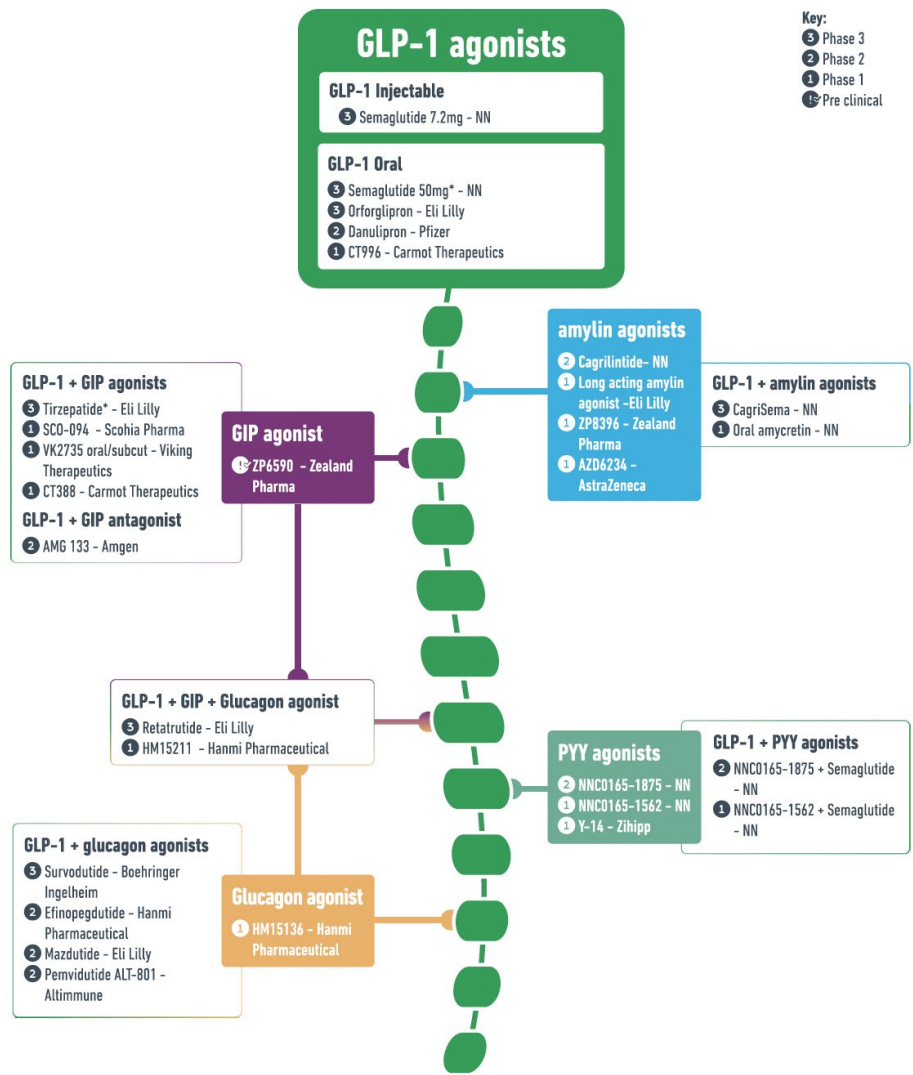 GLP-1 agonists
GLP-1 Injectable
3 Semaglutide 7.2mg - NN
GLP-1 Oral
3 Semaglutide 50mg* - NN
3 Orforglipron - Eli Lilly
2 Danulipron - Pfizer
1 CT996 - Carmot Therapeutics
Key:
3 Phase 3
2 Phase 2
1 Phase 1
! Pre clinical
amylin agonists
2 Cagrilintide- NN
1 Long acting amylin
agonist -Eli Lilly
1 ZP8396 - Zealand
Pharma
1 AZD6234 -
AstraZeneca
GLP-1 + amylin agonists
3 CagriSema - NN
1 Oral amycretin - NN
GLP-1 + GIP agonists
3 Tirzepatide* - Eli Lilly
1 SCO-094 - Scohia Pharma
1 VK2735 oral/subcut - Viking
Therapeutics
1 CT388 - Carmot Therapeutics
GLP-1 + GIP antagonist
2 AMG 133 - Amgen
GIP agonist
! ZP6590 - Zealand
Pharma
GLP-1 + GIP + Glucagon agonist
3 Retatrutide - Eli Lilly
1 HM15211 - Hanmi Pharmaceutical
PYY agonists
2 NNC0165-1875 - NN
1 NNC0165-1562 - NN
1 Y-14 - Zihipp
GLP-1 + PYY agonists
2 NNC0165-1875 + Semaglutide
- NN
1 NNC0165-1562 + Semaglutide
- NN
GLP-1 + glucagon agonists
3 Survodutide - Boehringer
Ingelheim
2 Efinopegdutide - Hanmi
Pharmaceutical
2 Mazdutide - Eli Lilly
2 Pemvidutide ALT-801 -
Altimmune
Glucagon agonist
1 HM15136 - Hanmi
Pharmaceutical